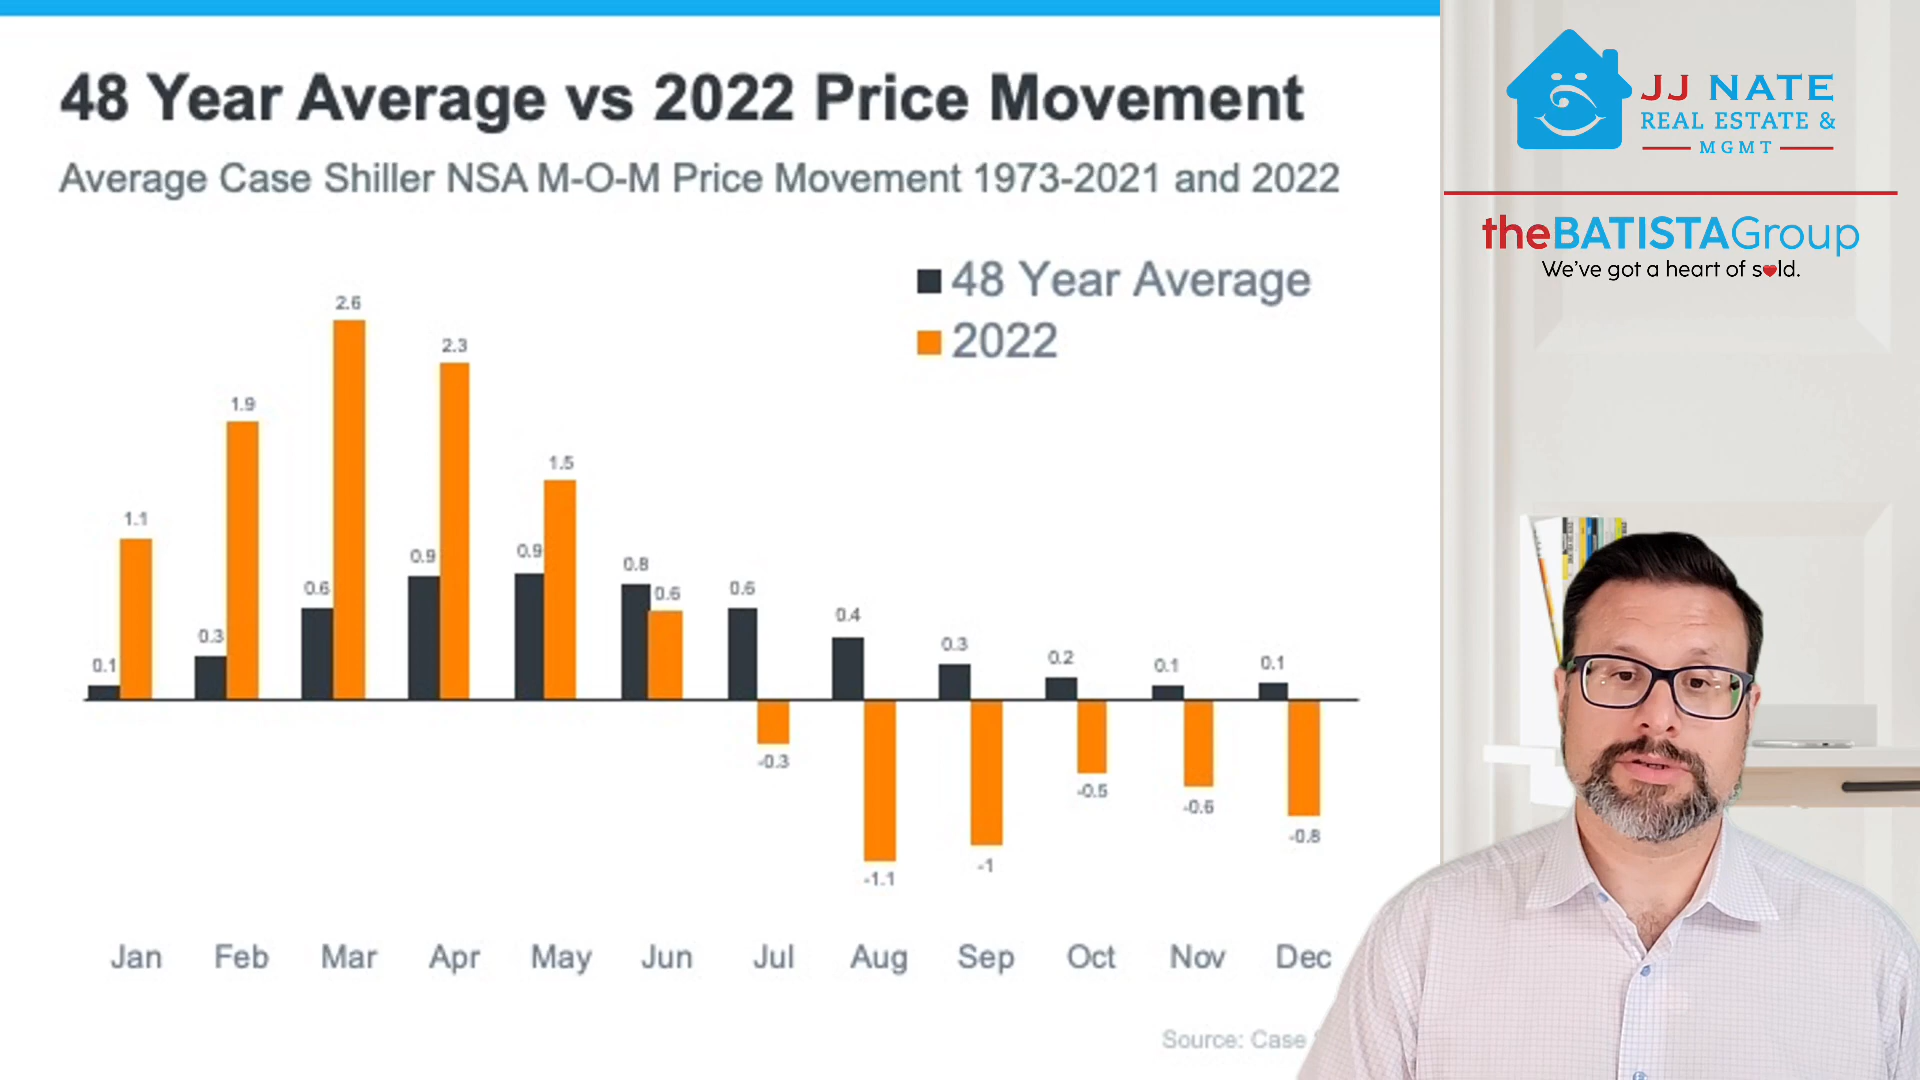 48 Year Average vs 2022 Price Movement
Average Case Shiller NSA M-O-M Price Movement 1973-2021 and 2022
48 Year Average
2022
0.1
1.1
0.3
1.9
0.6
2.6
0.9
2.3
0.9
1.5
0.8
0.6
0.6
-0.3
0.4
-1.1
0.3
-1
0.2
-0.5
0.1
-0.6
0.1
-0.8
Jan Feb Mar Apr May Jun Jul Aug Sep Oct Nov Dec
Source: Case
JJ NATE
REAL ESTATE &
MGMT
theBATISTAGroup
We've got a heart of sold.